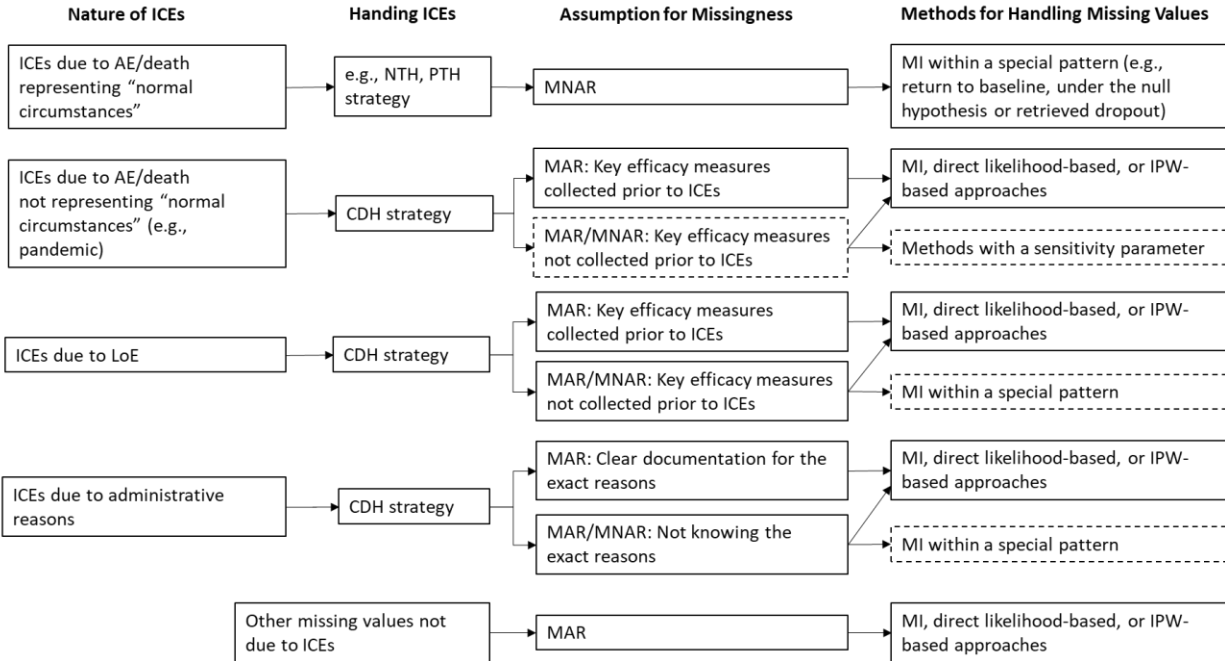 Nature of ICEs
Handing ICEs
Assumption for Missingness
Methods for Handling Missing Values
ICEs due to AE/death
representing “normal
circumstances”
e.g., NTH, PTH
strategy
MNAR
MI within a special pattern (e.g.,
return to baseline, under the null
hypothesis or retrieved dropout)
ICEs due to AE/death
not representing “normal
circumstances” (e.g.,
pandemic)
CDH strategy
MAR: Key efficacy measures
collected prior to ICEs
MI, direct likelihood-based, or IPW-
based approaches
MAR/MNAR: Key efficacy measures
not collected prior to ICEs
Methods with a sensitivity parameter
ICEs due to LoE
CDH strategy
MAR: Key efficacy measures
collected prior to ICEs
MI, direct likelihood-based, or IPW-
based approaches
MAR/MNAR: Key efficacy measures
not collected prior to ICEs
MI within a special pattern
ICEs due to administrative
reasons
CDH strategy
MAR: Clear documentation for the
exact reasons
MI, direct likelihood-based, or IPW-
based approaches
MAR/MNAR: Not knowing the
exact reasons
MI within a special pattern
Other missing values not
due to ICEs
MAR
MI, direct likelihood-based, or IPW-
based approaches